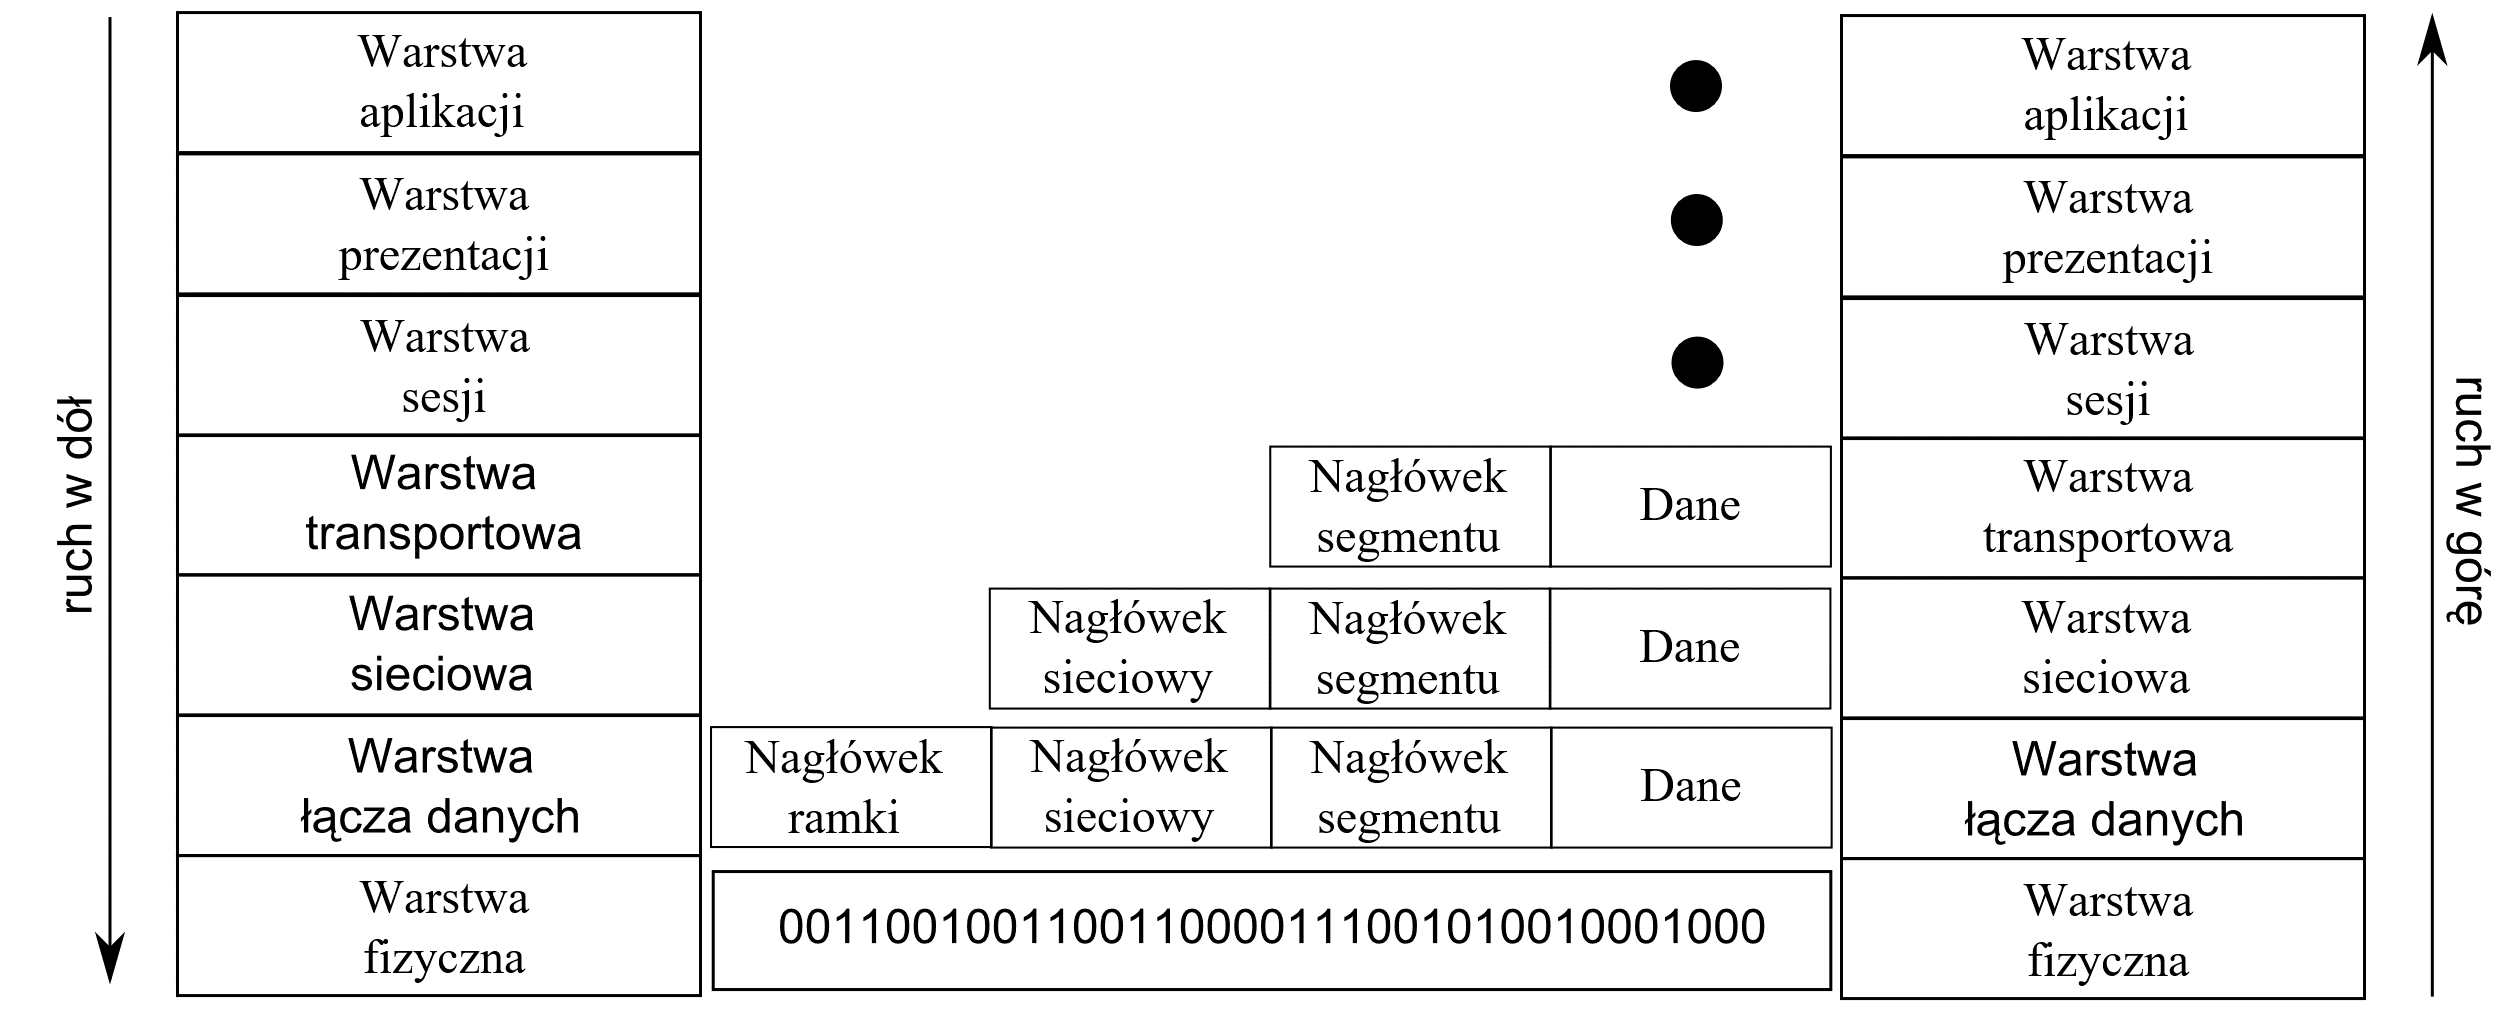 ruch w dół
Warstwa
aplikacji
Warstwa
prezentacji
Warstwa
sesji
Warstwa
transportowa
Warstwa
sieciowa
Warstwa
łącza danych
Warstwa
fizyczna
Nagłówek
segmentu
Dane
Nagłówek
sieciowy
Nagłówek
segmentu
Dane
Nagłówek
ramki
Nagłówek
sieciowy
Nagłówek
segmentu
Dane
0011001001100110000111001010010001000
Warstwa
aplikacji
Warstwa
prezentacji
Warstwa
sesji
Warstwa
transportowa
Warstwa
sieciowa
Warstwa
łącza danych
Warstwa
fizyczna
ruch w górę